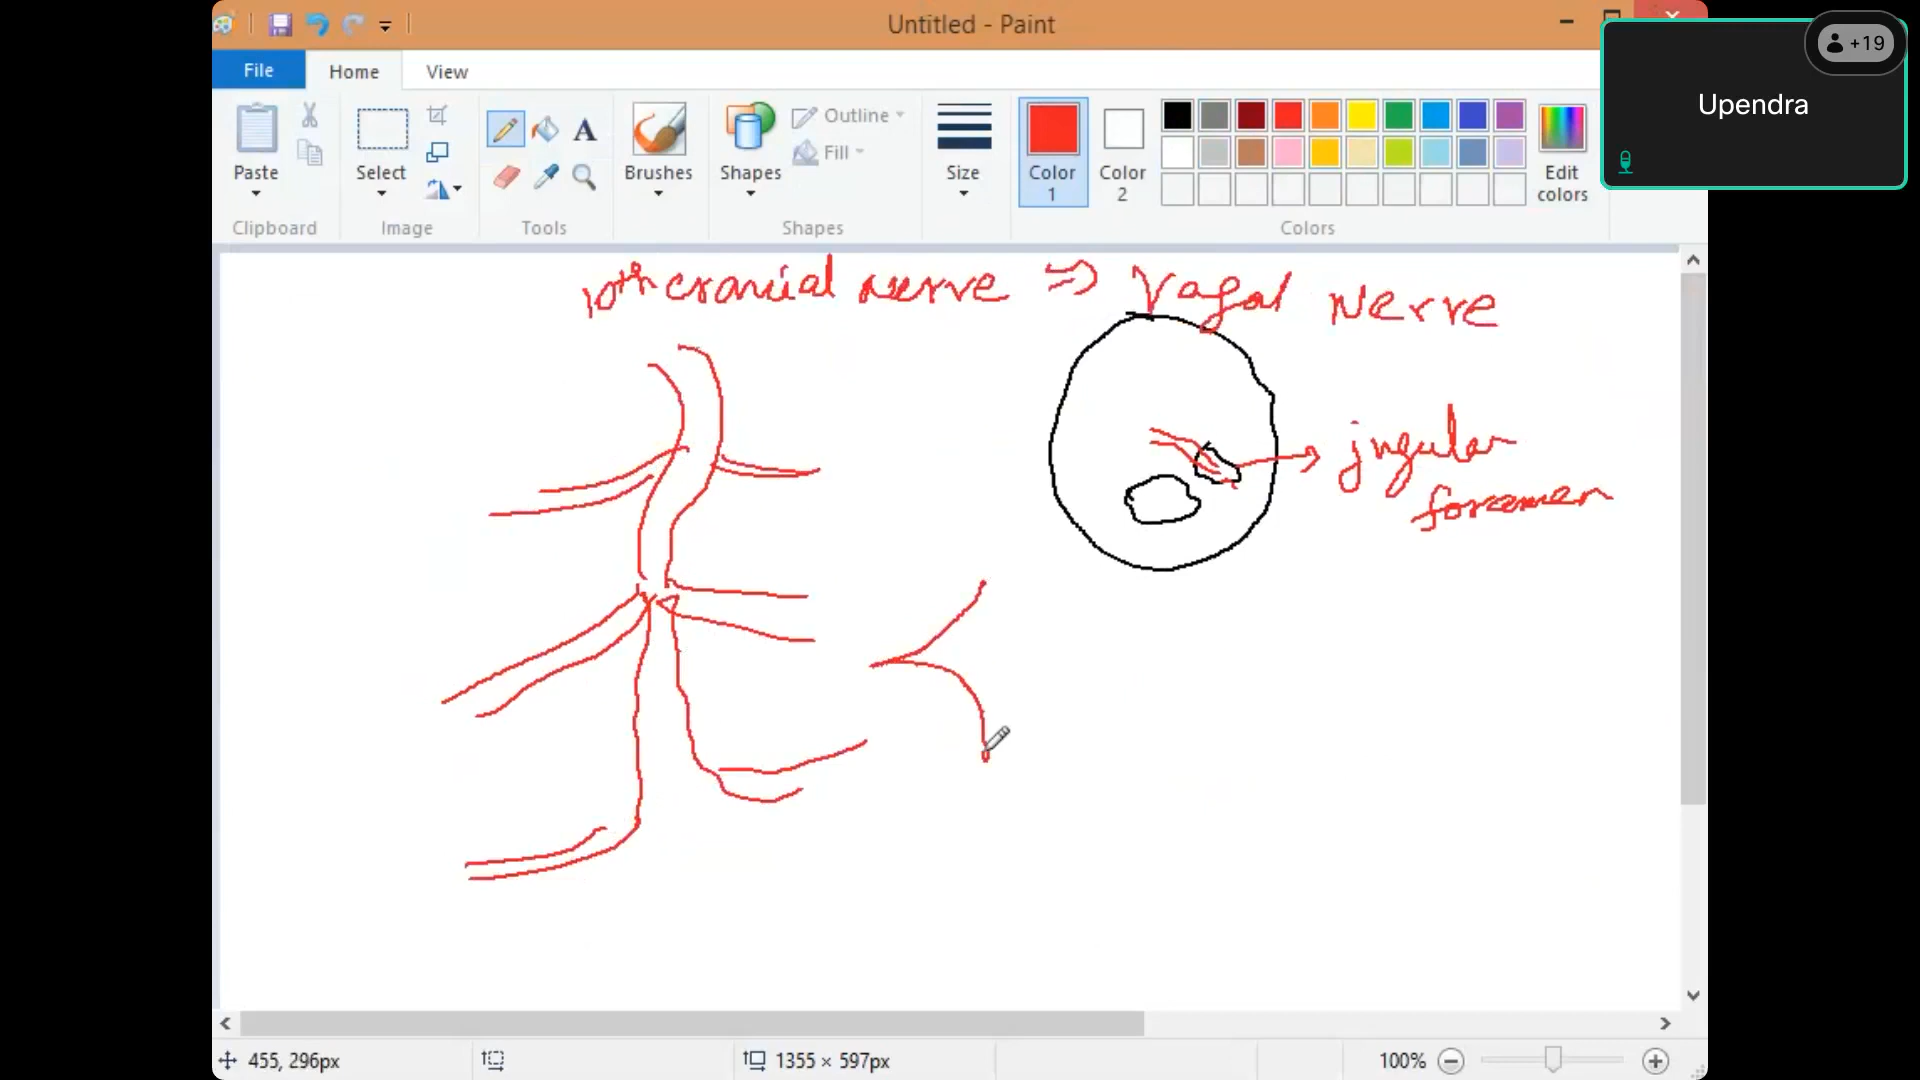 Untitled - Paint
+19
Upendra
File
Home
View
Paste
Select
Brushes
Shapes
Outline
Fill
Size
Color 1
Color 2
Edit colors
Clipboard
Image
Tools
Shapes
Colors
10th cranial nerve ⇒ Vagal Nerve
jugular
foramen
455, 296px
1355 × 597px
100%